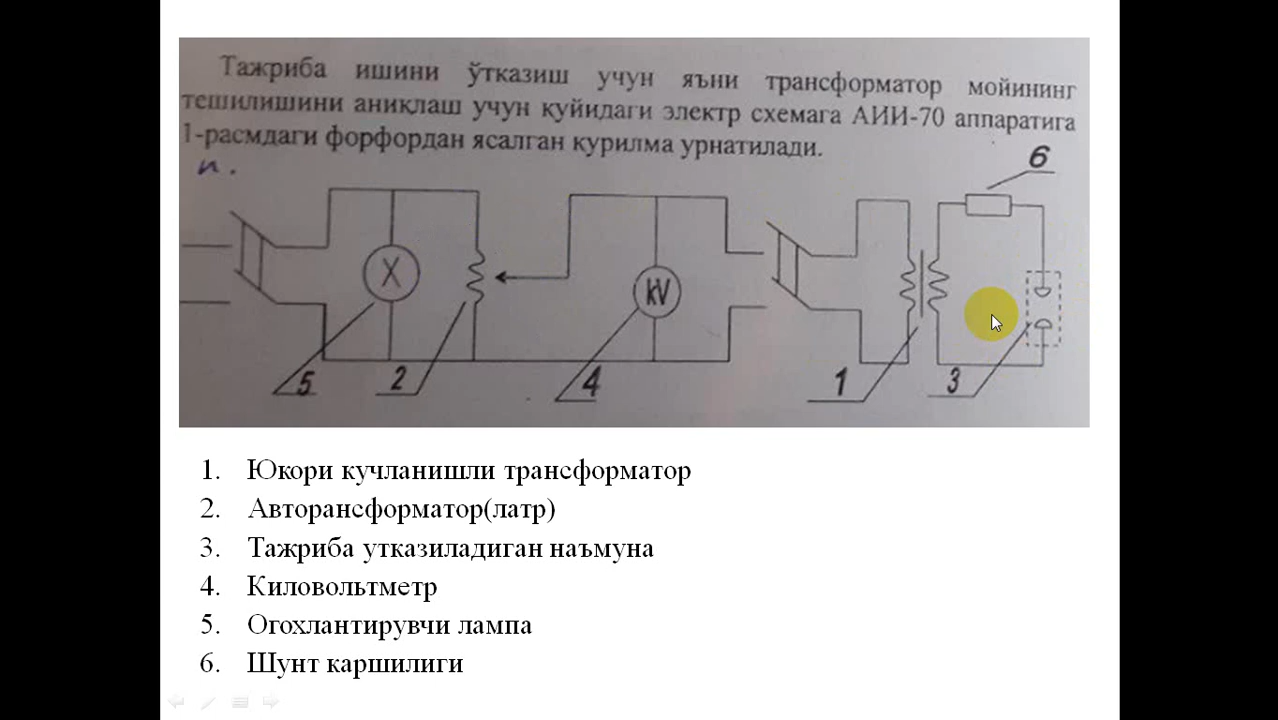 Тажриба ишини ўтказиш учун яъни трансформатор мойининг
тешилишини аниқлаш учун қуйидаги электр схемага АИИ-70 аппаратига
1-расмдаги форфордан ясалган қурилма урнатилади.
6
X
kV
5
2
4
1
3
1. Юкори кучланишли трансформатор
2. Авторансформатор(латр)
3. Тажриба утказиладиган наъмуна
4. Киловольтметр
5. Огохлантирувчи лампа
6. Шунт каршилиги